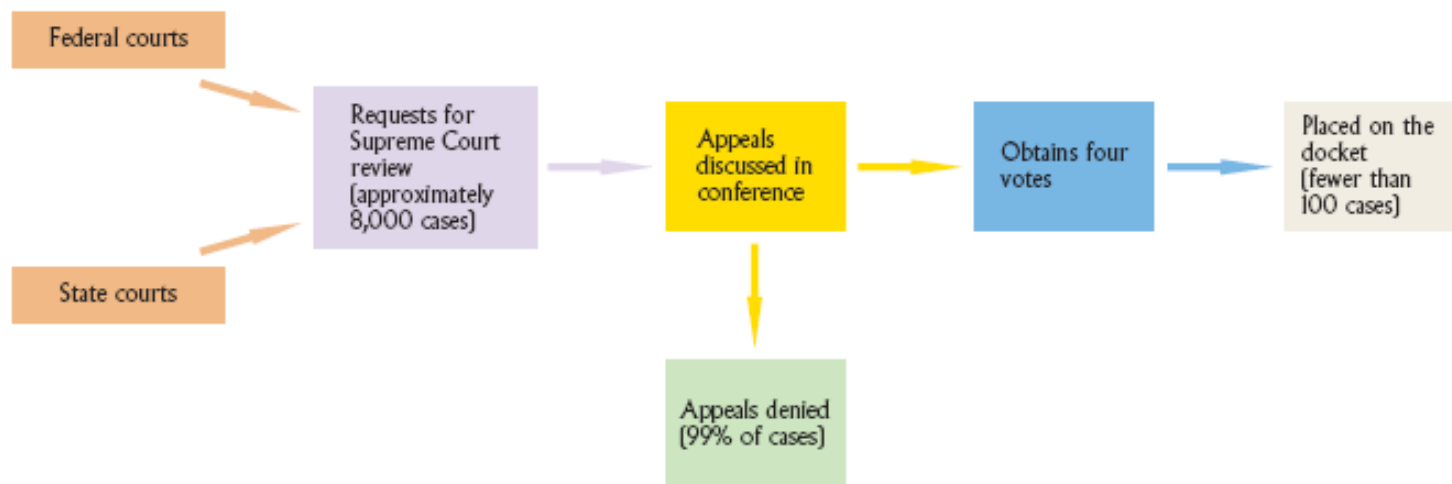 Federal courts
State courts
Requests for
Supreme Court
review
(approximately
8,000 cases)
Appeals
discussed in
conference
Appeals denied
(99% of cases)
Obtains four
votes
Placed on the
docket
(fewer than
100 cases)